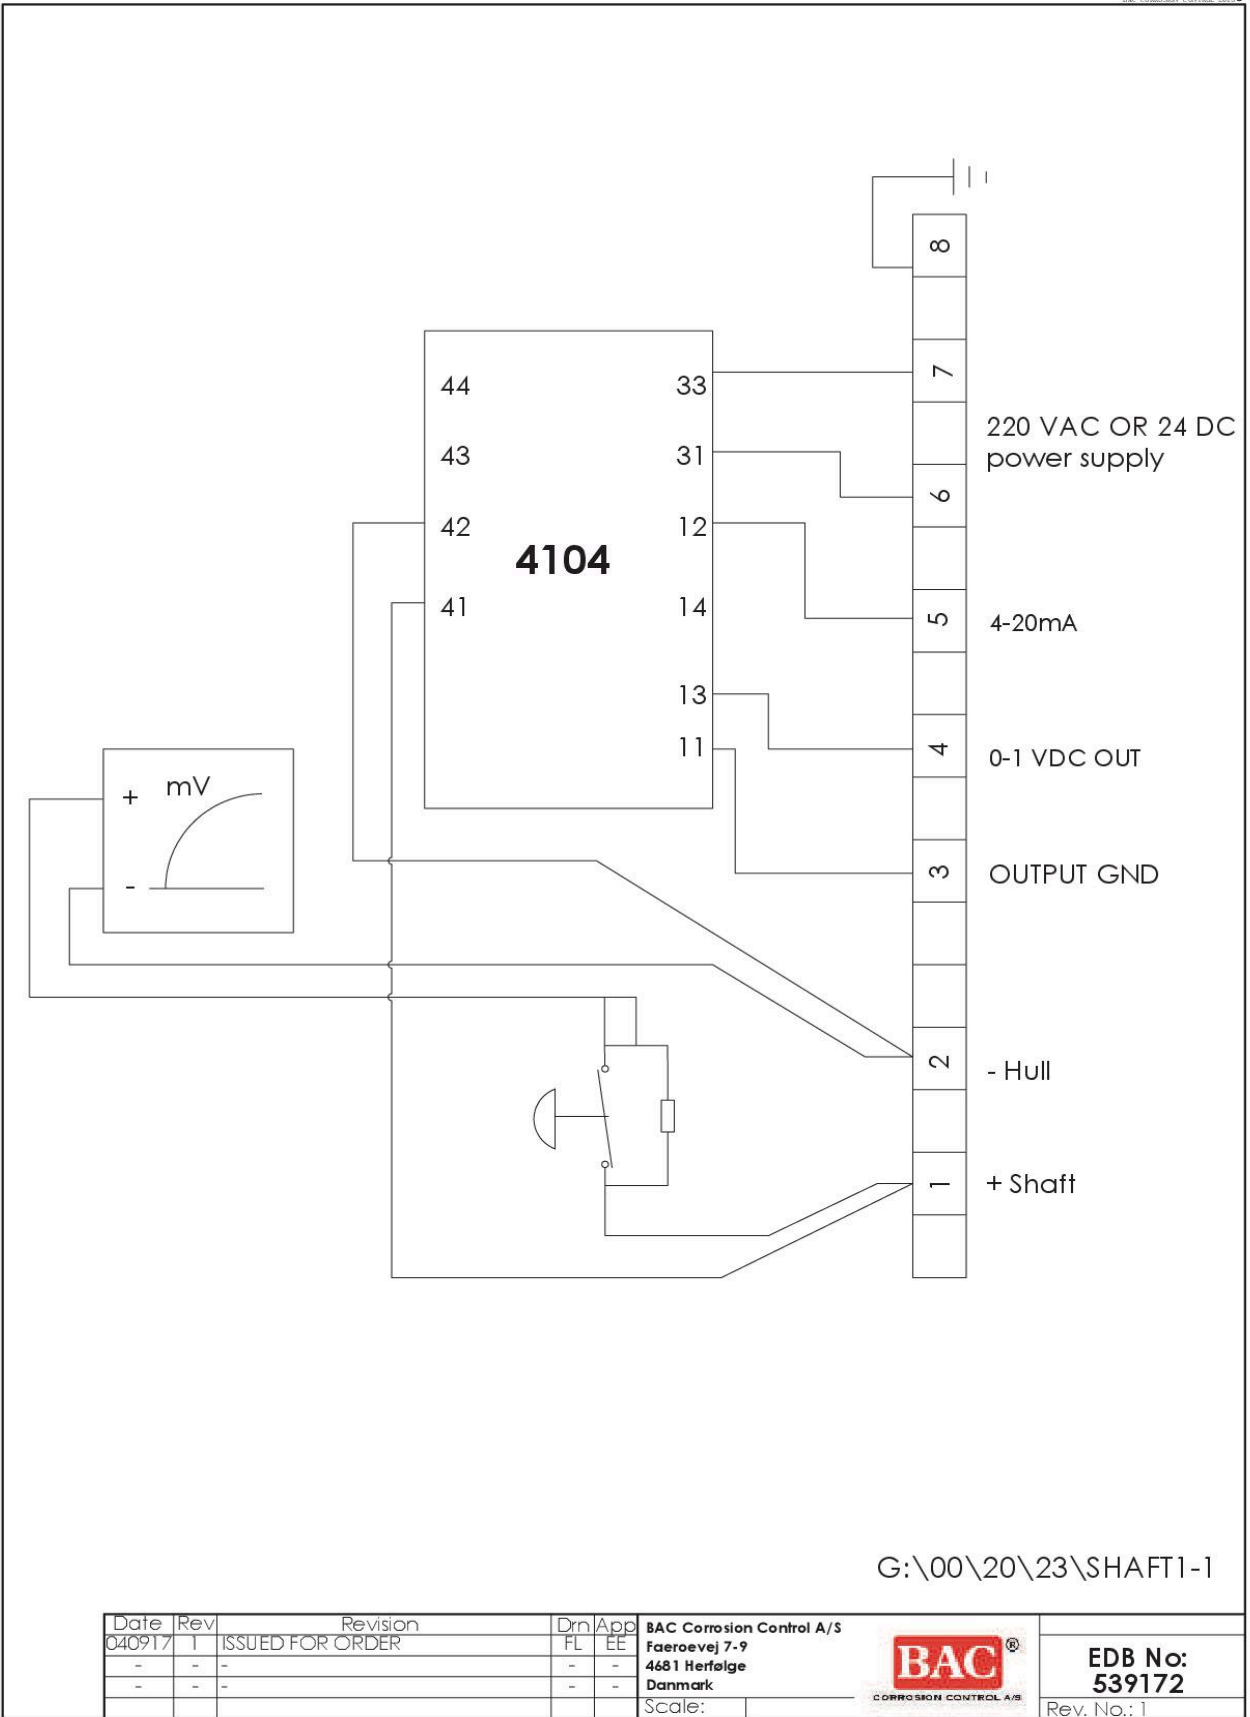 8
7
220 VAC OR 24 DC
power supply
6
5
4-20mA
4
0-1 VDC OUT
3
OUTPUT GND
2
- Hull
1
+ Shaft
44
33
43
31
42
12
4104
41
14
13
11
mV
+
-
G:\00\20\23\SHAFT1-1
Date Rev Revision Drn App
040917 1 ISSUED FOR ORDER FL EE
- - - - -
- - - - -
BAC Corrosion Control A/S
Faeroevej 7-9
4681 Herfølge
Danmark
Scale:
BAC ®
CORROSION CONTROL A/S
EDB No:
539172
Rev. No.: 1